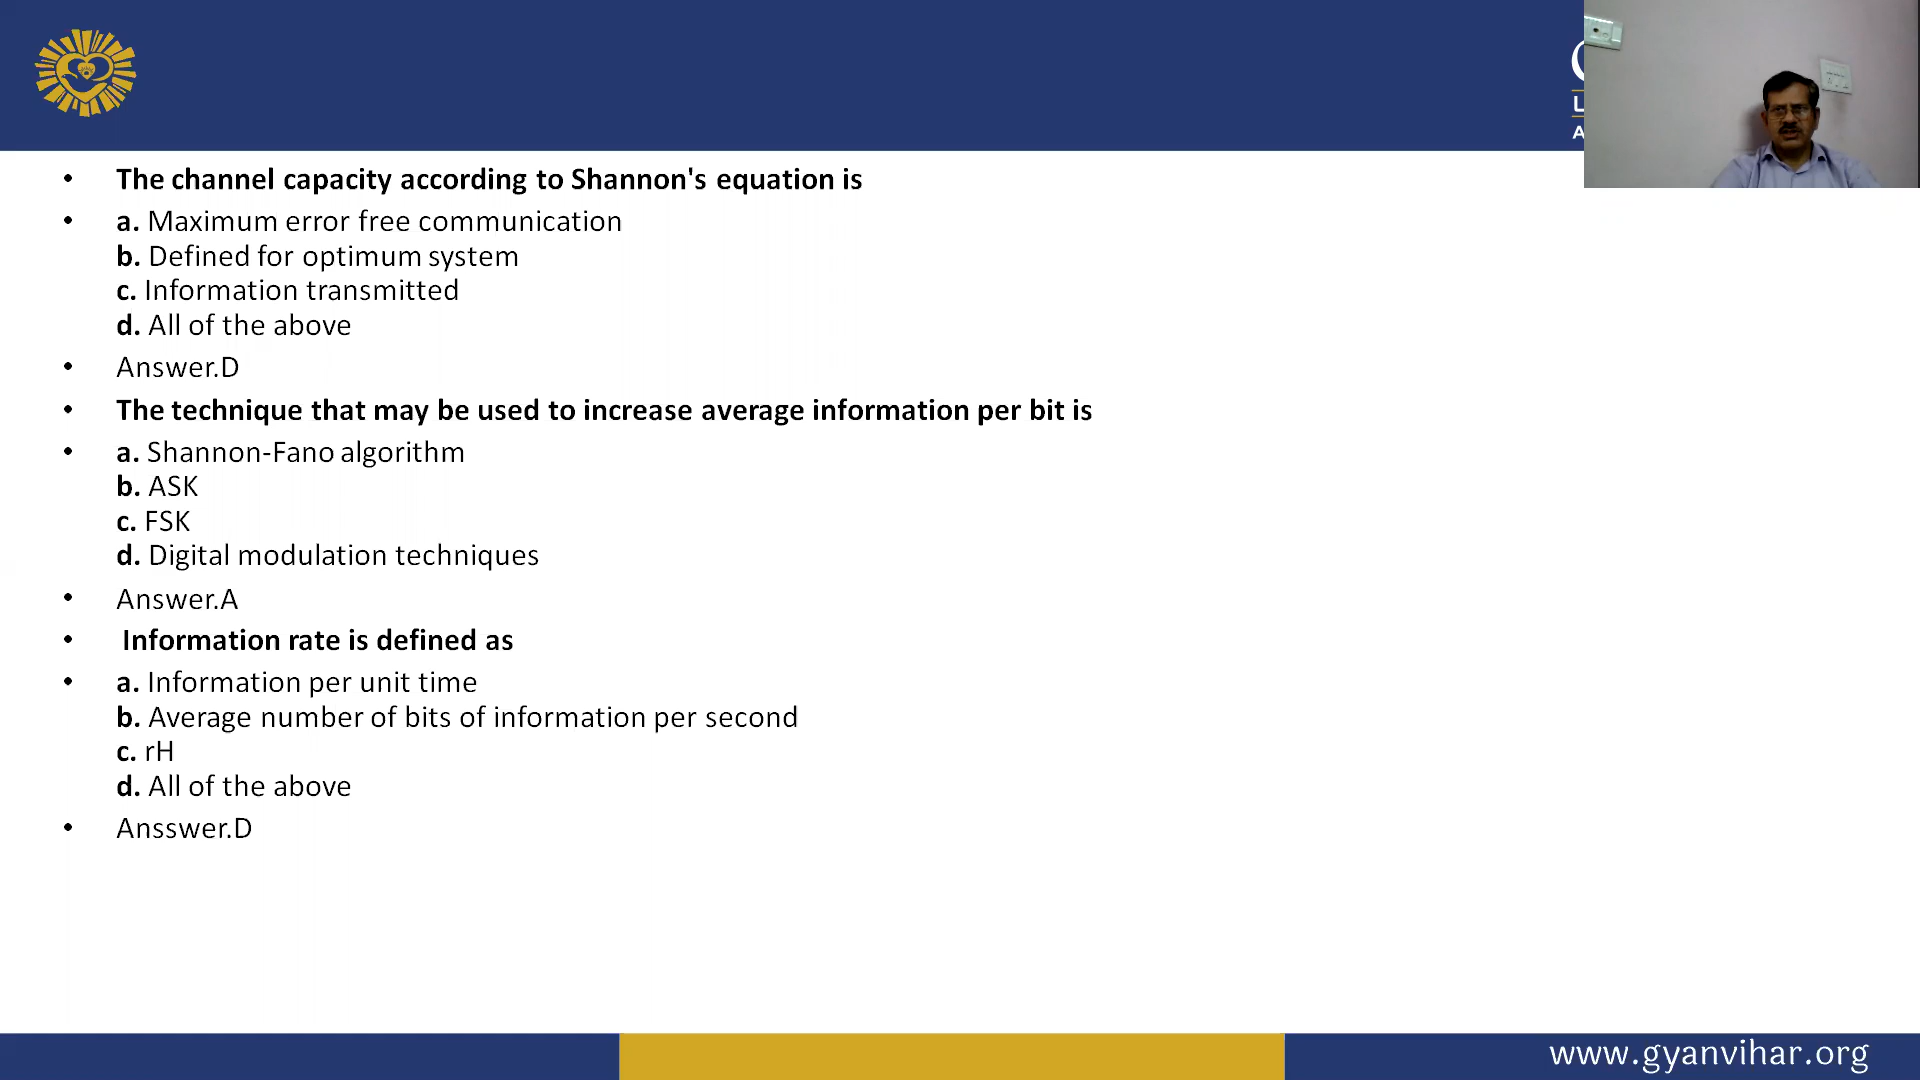 • The channel capacity according to Shannon's equation is
• a. Maximum error free communication
b. Defined for optimum system
c. Information transmitted
d. All of the above
• Answer.D
• The technique that may be used to increase average information per bit is
• a. Shannon-Fano algorithm
b. ASK
c. FSK
d. Digital modulation techniques
• Answer.A
• Information rate is defined as
• a. Information per unit time
b. Average number of bits of information per second
c. rH
d. All of the above
• Ansswer.D
www.gyanvihar.org